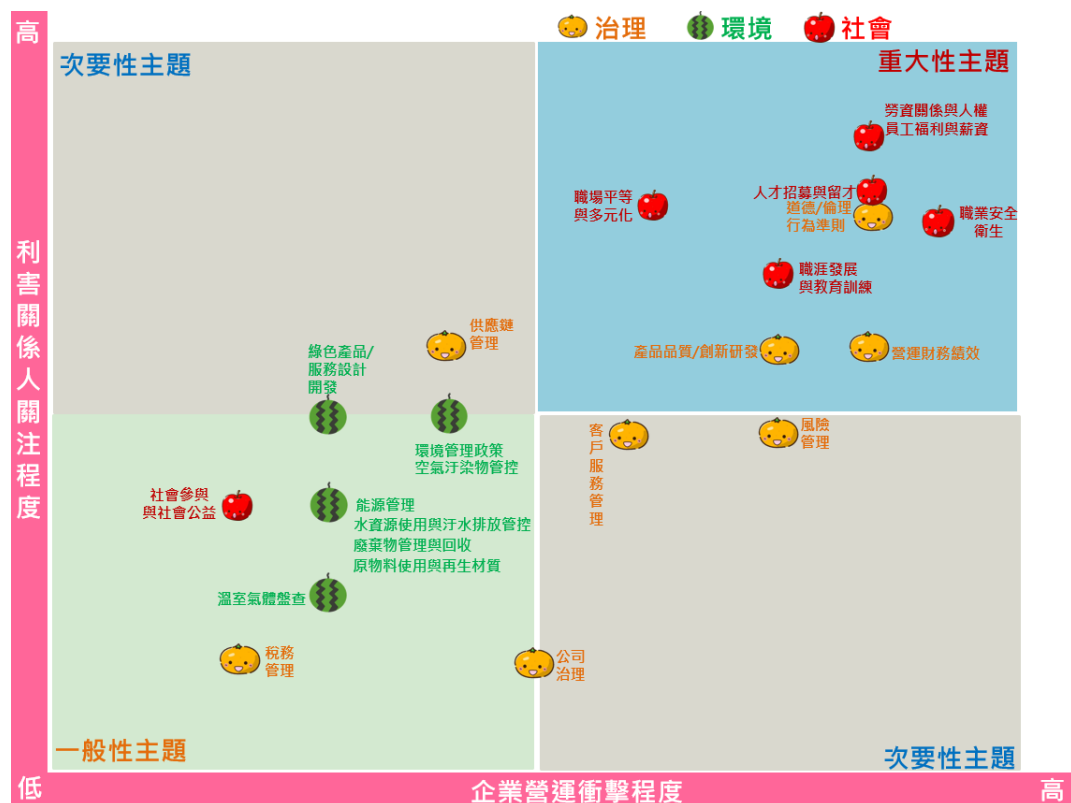 高
治理
環境
社會
次要性主題
重大性主題
勞資關係與人權
員工福利與薪資
人才招募與留才
道德/倫理
行為準則
職場平等
與多元化
職業安全
衛生
職涯發展
與教育訓練
供應鏈
管理
產品品質/創新研發
營運財務績效
綠色產品/
服務設計
開發
利害關係人關注程度
環境管理政策
空氣汙染物管控
客戶服務管理
風險
管理
社會參與
與社會公益
能源管理
水資源使用與汙水排放管控
廢棄物管理與回收
原物料使用與再生材質
溫室氣體盤查
稅務
管理
公司
治理
一般性主題
次要性主題
低
企業營運衝擊程度
高